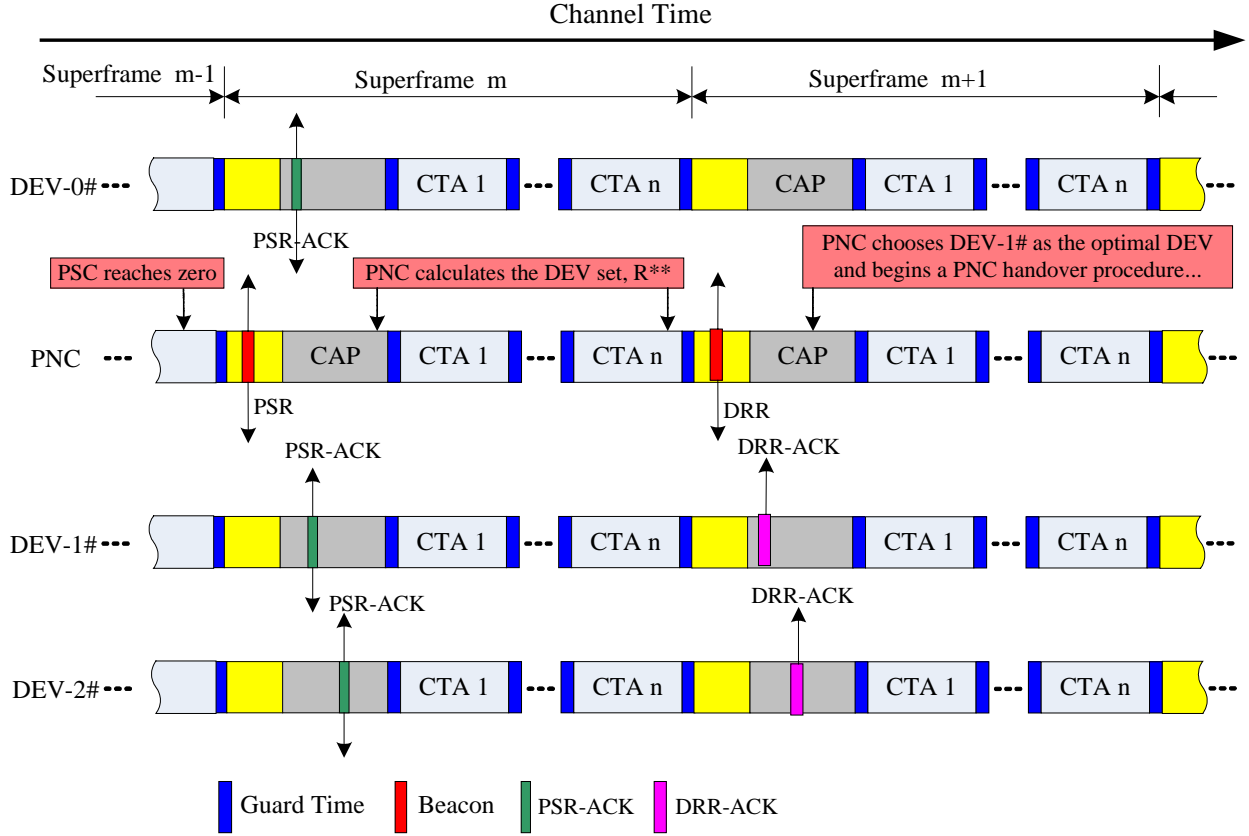 Channel Time
Superframe m-1
Superframe m
Superframe m+1
DEV-0#
CTA 1
CTA n
CAP
CTA 1
CTA n
PSR-ACK
PSC reaches zero
PNC calculates the DEV set, R**
PNC chooses DEV-1# as the optimal DEV
and begins a PNC handover procedure...
PNC
CAP
CTA 1
CTA n
CAP
CTA 1
CTA n
PSR
DRR
PSR-ACK
DRR-ACK
DEV-1#
CTA 1
CTA n
CTA 1
CTA n
PSR-ACK
DRR-ACK
DEV-2#
CTA 1
CTA n
CTA 1
CTA n
Guard Time
Beacon
PSR-ACK
DRR-ACK